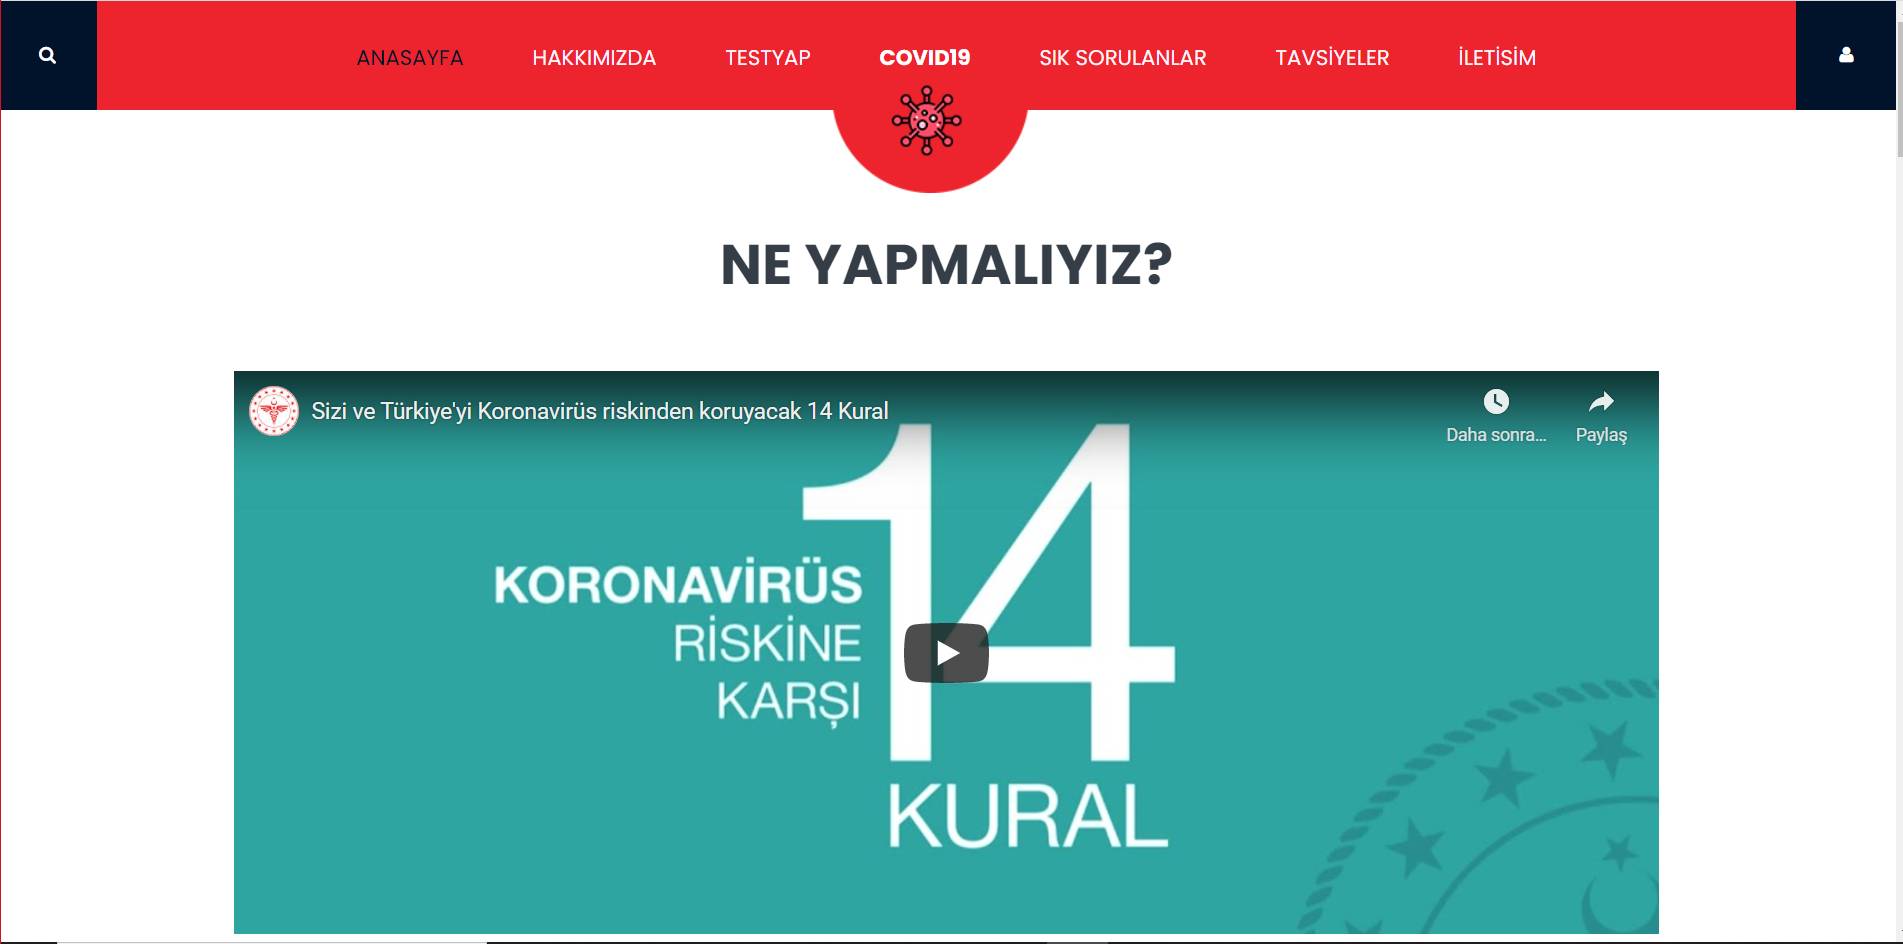 ANASAYFA
HAKKIMIZDA
TESTYAP
COVID19
SIK SORULANLAR
TAVSİYELER
İLETİSİM
NE YAPMALIYIZ?
Sizi ve Türkiye'yi Koronavirüs riskinden koruyacak 14 Kural
Daha sonra...
Paylaş
14
KORONAVİRÜS
RİSKİNE
KARŞI
KURAL